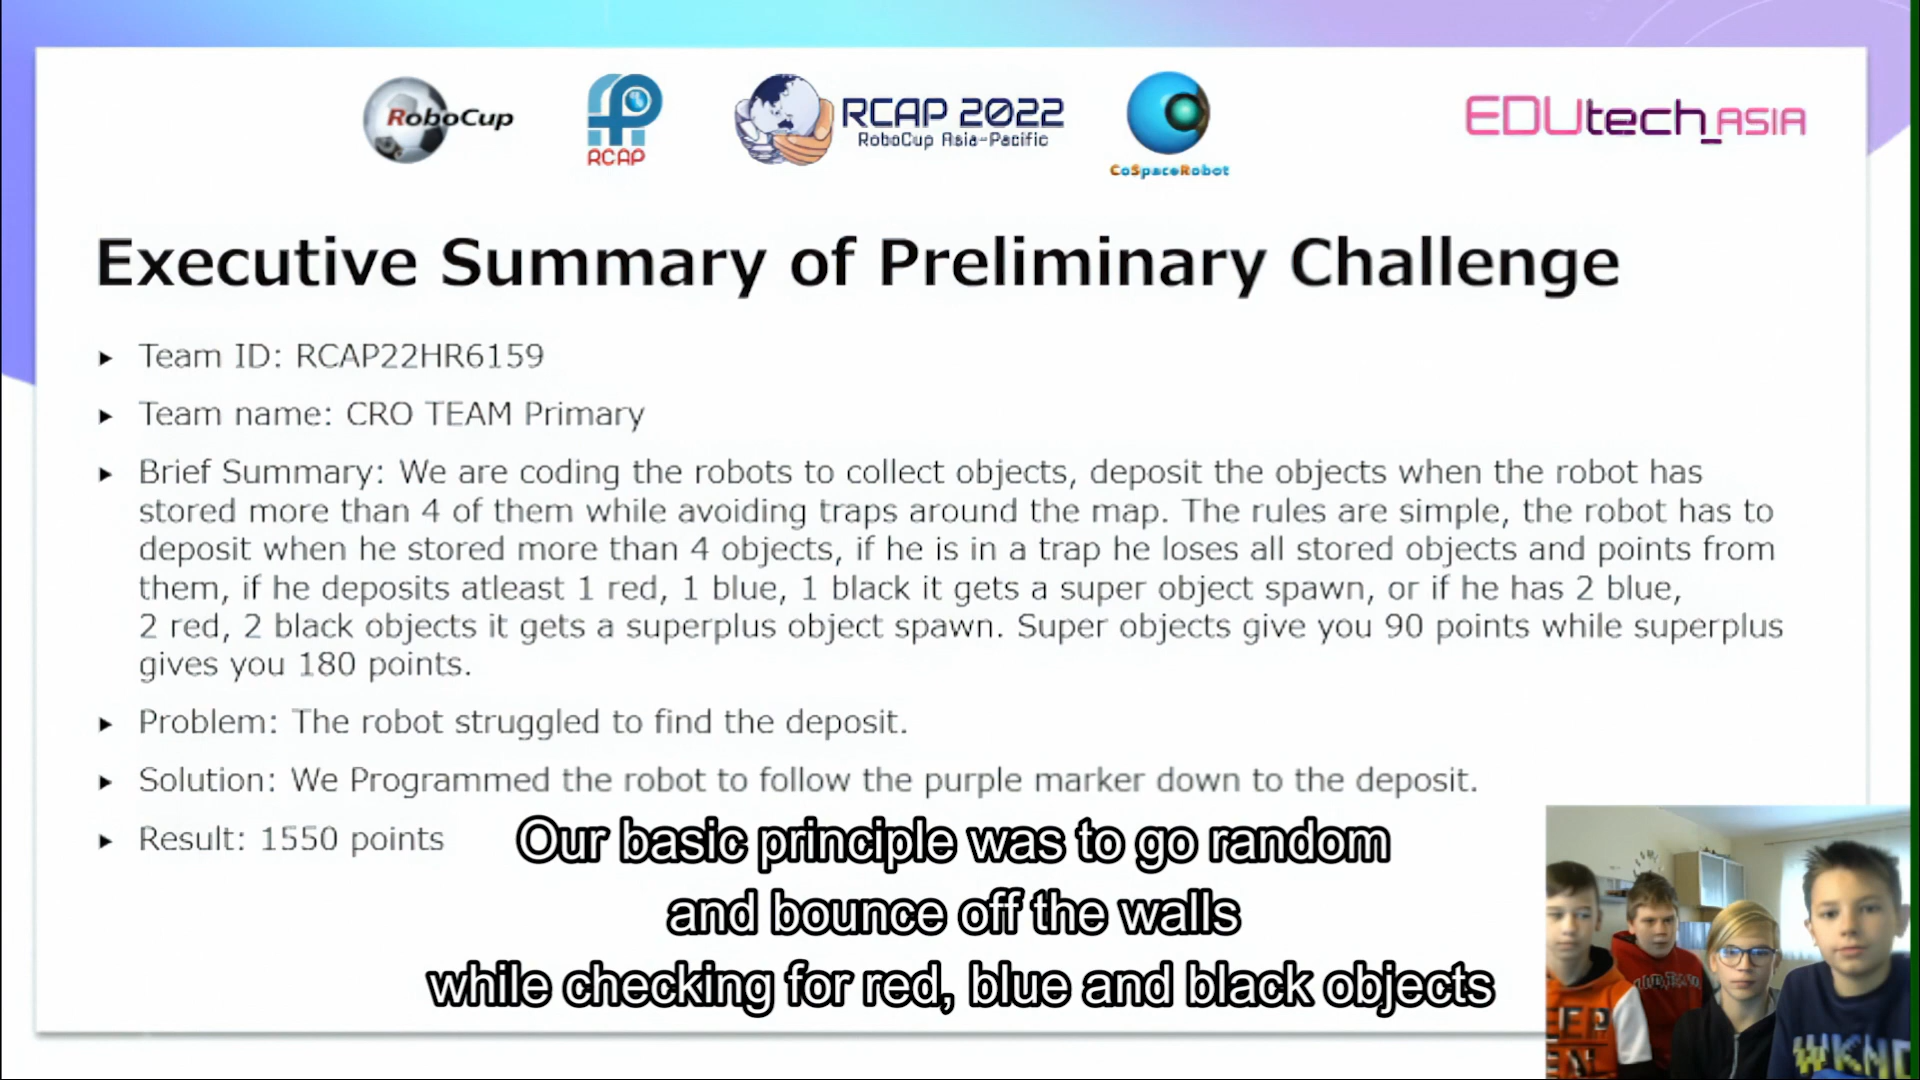 RoboCup
RCAP
RCAP 2022
RoboCup Asia-Pacific
CoSpaceRobot
EDUtech_ASIA
Executive Summary of Preliminary Challenge
Team ID: RCAP22HR6159
Team name: CRO TEAM Primary
Brief Summary: We are coding the robots to collect objects, deposit the objects when the robot has
stored more than 4 of them while avoiding traps around the map. The rules are simple, the robot has to
deposit when he stored more than 4 objects, if he is in a trap he loses all stored objects and points from
them, if he deposits atleast 1 red, 1 blue, 1 black it gets a super object spawn, or if he has 2 blue,
2 red, 2 black objects it gets a superplus object spawn. Super objects give you 90 points while superplus
gives you 180 points.
Problem: The robot struggled to find the deposit.
Solution: We Programmed the robot to follow the purple marker down to the deposit.
Result: 1550 points
Our basic principle was to go random
and bounce off the walls
while checking for red, blue and black objects